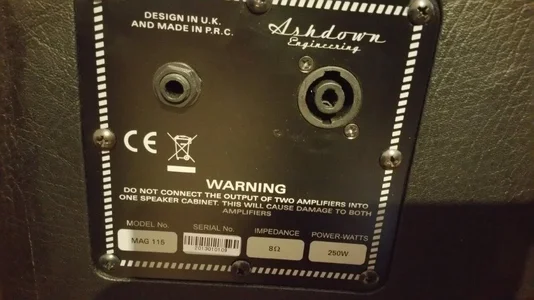 DESIGN IN U.K.
AND MADE IN P.R.C.
Ashdown
Engineering
CE
WARNING
DO NOT CONNECT THE OUTPUT OF TWO AMPLIFIERS INTO
ONE SPEAKER CABINET. THIS WILL CAUSE DAMAGE TO BOTH
AMPLIFIERS
MODEL No. SERIAL No. IMPEDANCE POWER-WATTS
MAG 115 8Ω 250W